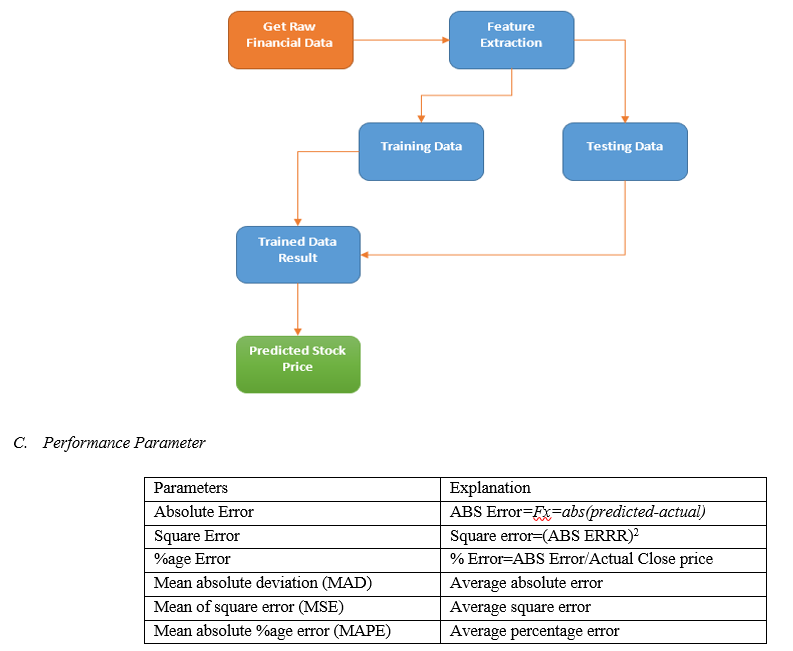 Get Raw
Financial Data
Feature
Extraction
Training Data
Testing Data
Trained Data
Result
Predicted Stock
Price
C. Performance Parameter
Parameters Explanation
Absolute Error ABS Error=Fx=abs(predicted-actual)
Square Error Square error=(ABS ERRR)²
%age Error % Error=ABS Error/Actual Close price
Mean absolute deviation (MAD) Average absolute error
Mean of square error (MSE) Average square error
Mean absolute %age error (MAPE) Average percentage error